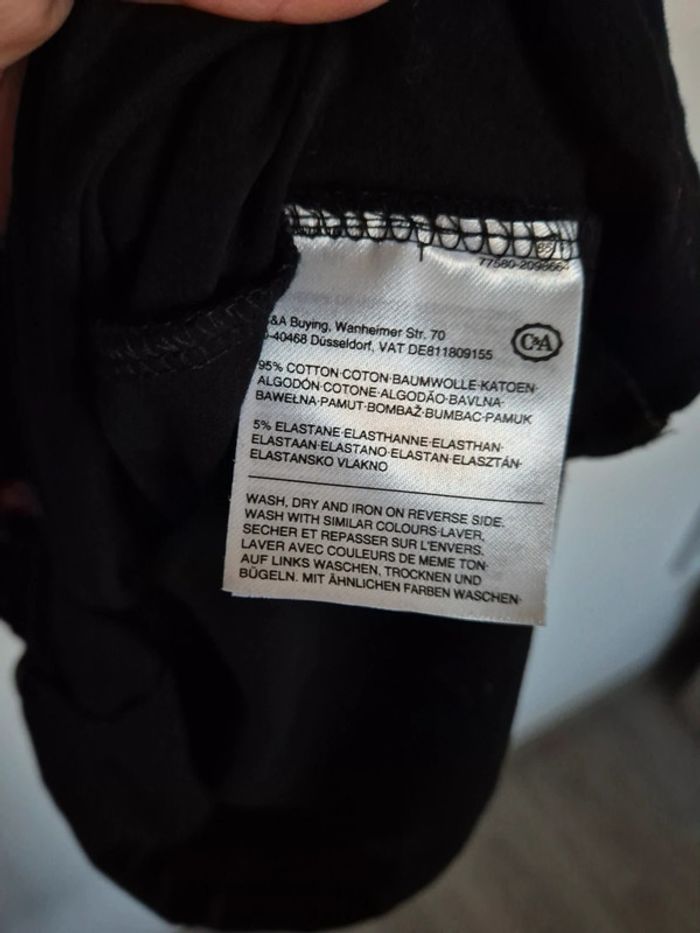 77580-209866
&A Buying, Wanheimer Str. 70
-40468 Düsseldorf, VAT DE811809155
C&A
95% COTTON·COTON·BAUMWOLLE·KATOEN·
ALGODÓN·COTONE·ALGODÃO·BAVLNA·
BAWEŁNA·PAMUT·BOMBAŽ·BUMBAC·PAMUK
5% ELASTANE·ELASTHANNE·ELASTHAN·
ELASTAAN·ELASTANO·ELASTAN·ELASZTÁN·
ELASTANSKO VLAKNO
WASH, DRY AND IRON ON REVERSE SIDE.
WASH WITH SIMILAR COLOURS·LAVER,
SECHER ET REPASSER SUR L'ENVERS.
LAVER AVEC COULEURS DE MEME TON·
AUF LINKS WASCHEN, TROCKNEN UND
BÜGELN. MIT ÄHNLICHEN FARBEN WASCHEN·